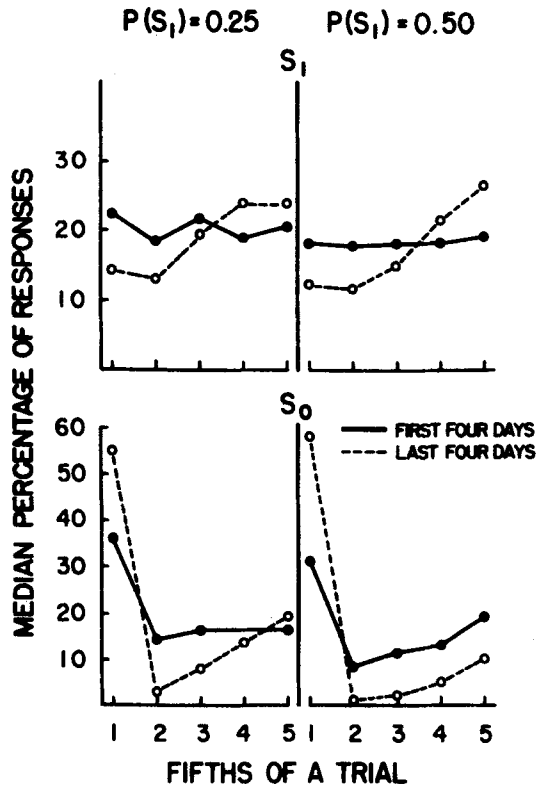 P(S₁) = 0.25 P(S₁) = 0.50
S₁
MEDIAN PERCENTAGE OF RESPONSES
30
20
10
S₀
60
50
40
30
20
10
FIRST FOUR DAYS
LAST FOUR DAYS
1 2 3 4 5 1 2 3 4 5
FIFTHS OF A TRIAL